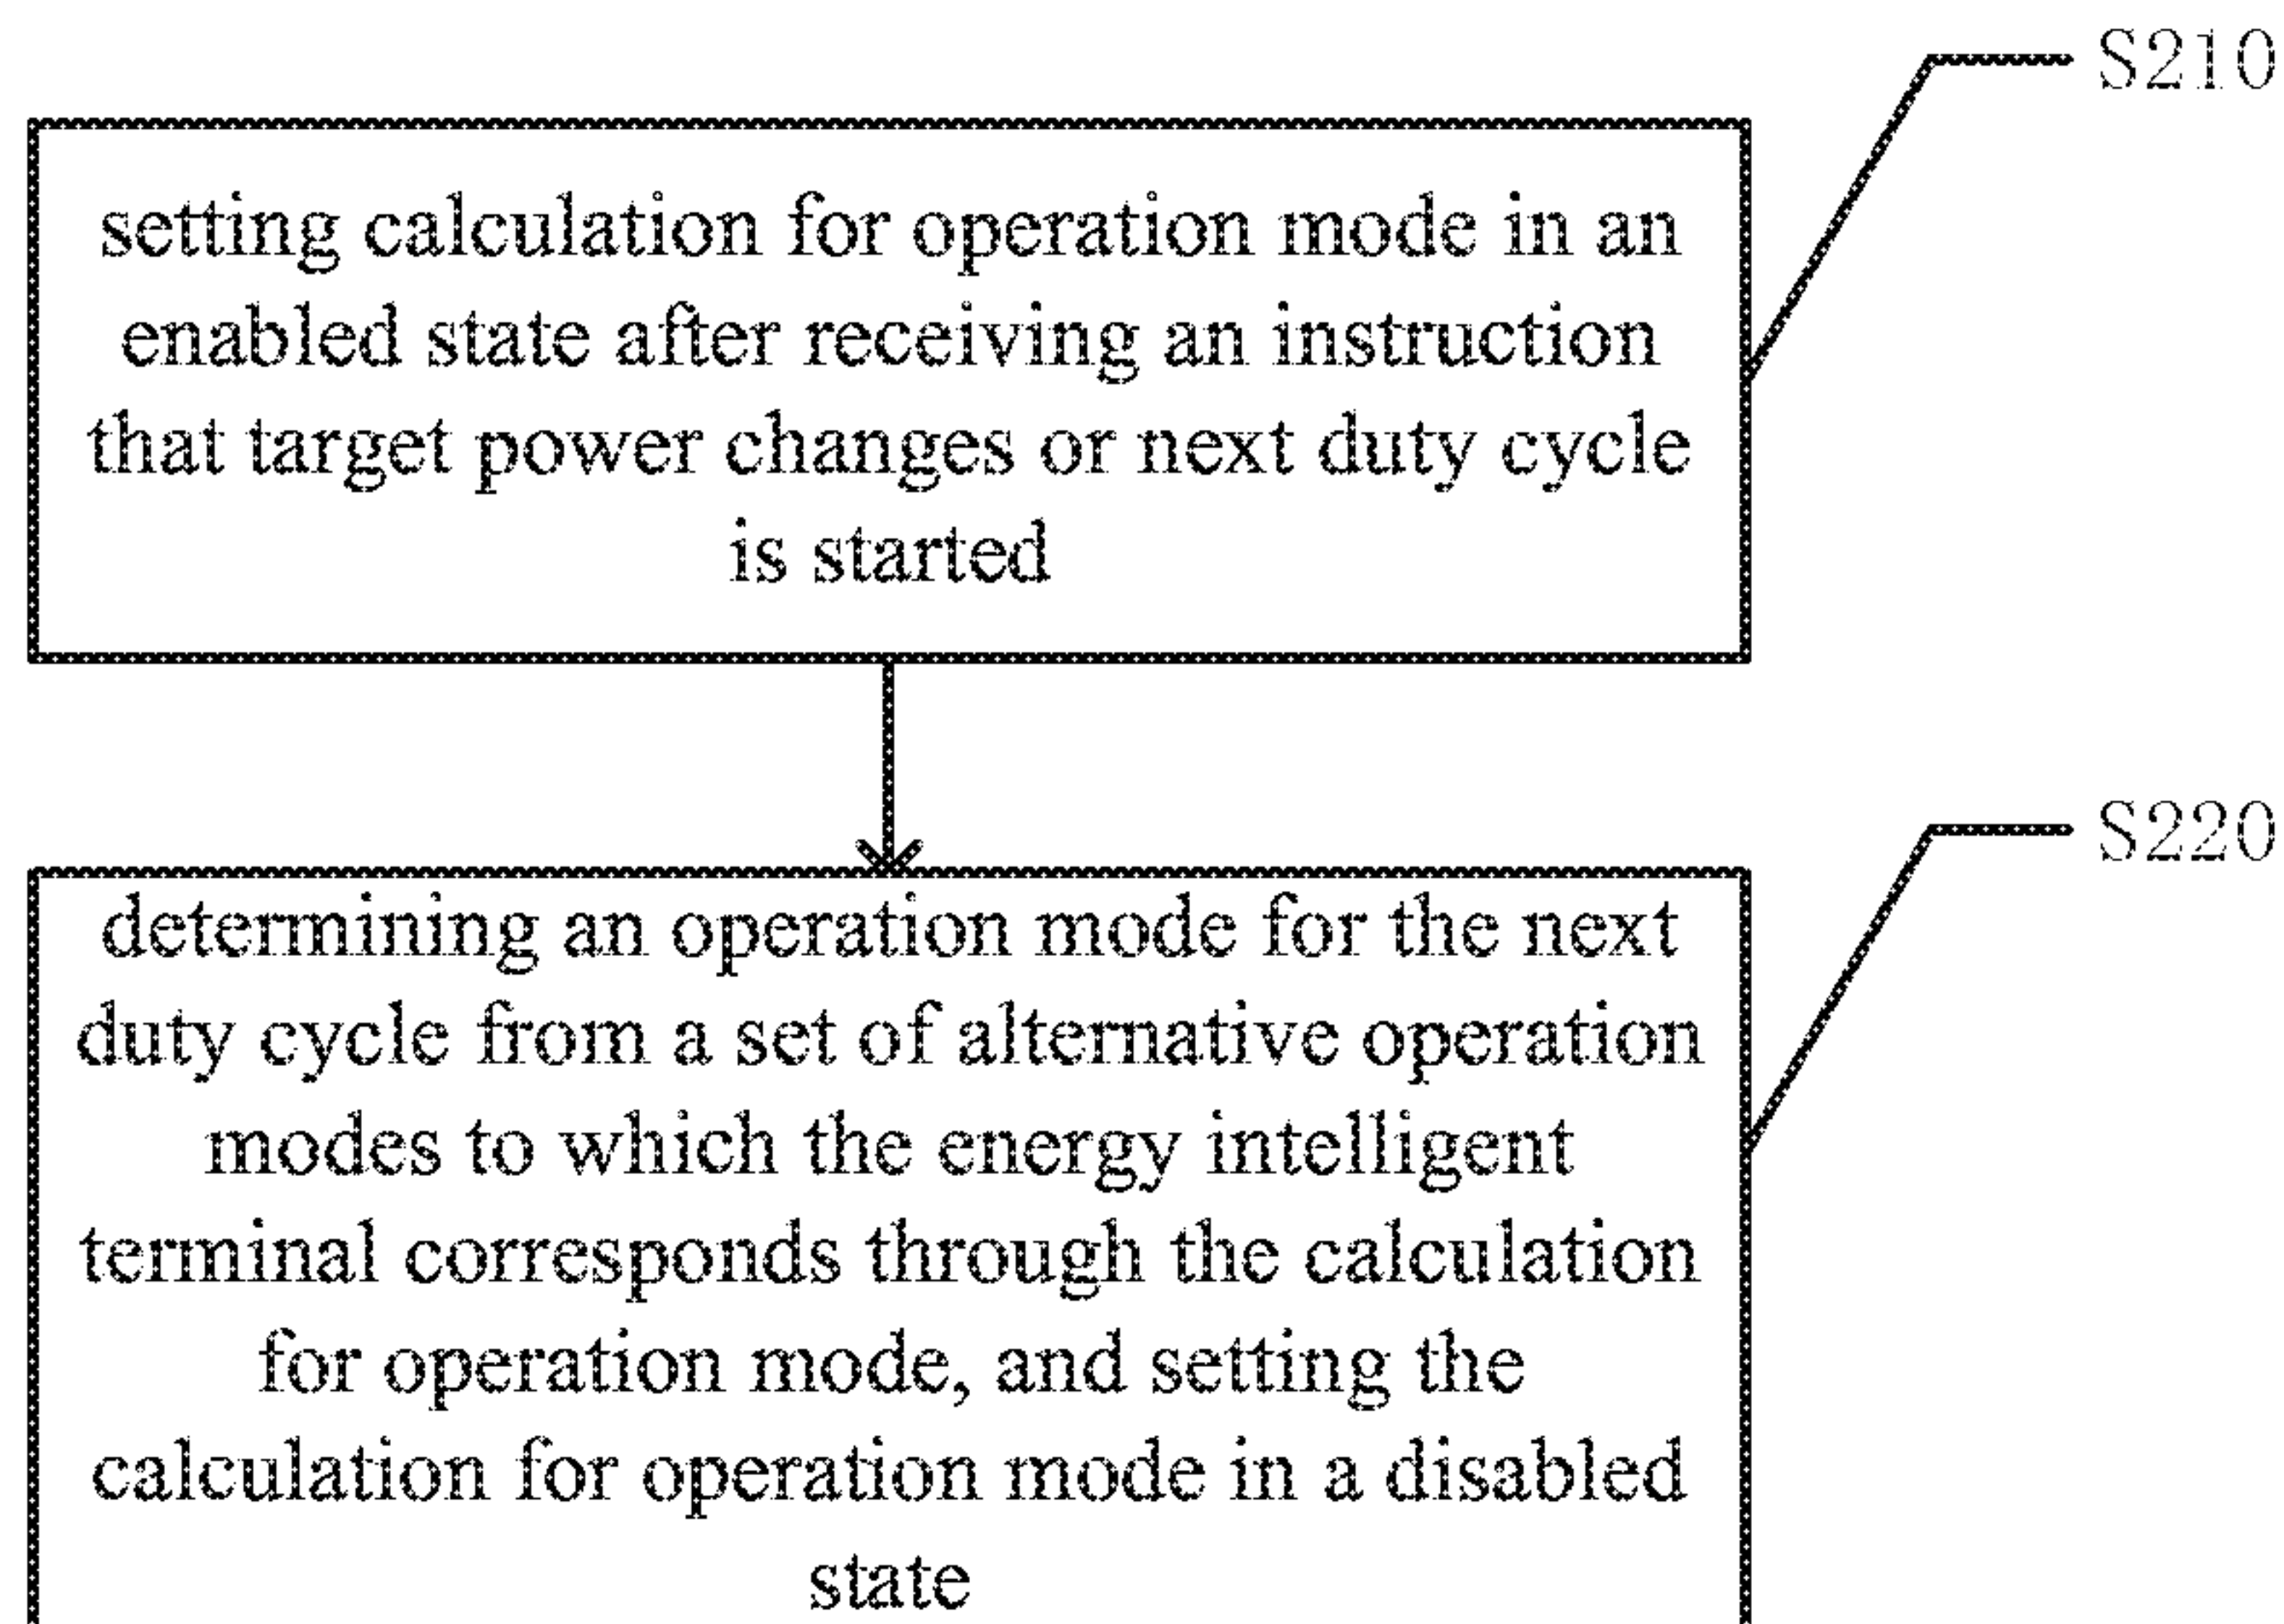 S210
setting calculation for operation mode in an
enabled state after receiving an instruction
that target power changes or next duty cycle
is started
S220
determining an operation mode for the next
duty cycle from a set of alternative operation
modes to which the energy intelligent
terminal corresponds through the calculation
for operation mode, and setting the
calculation for operation mode in a disabled
state